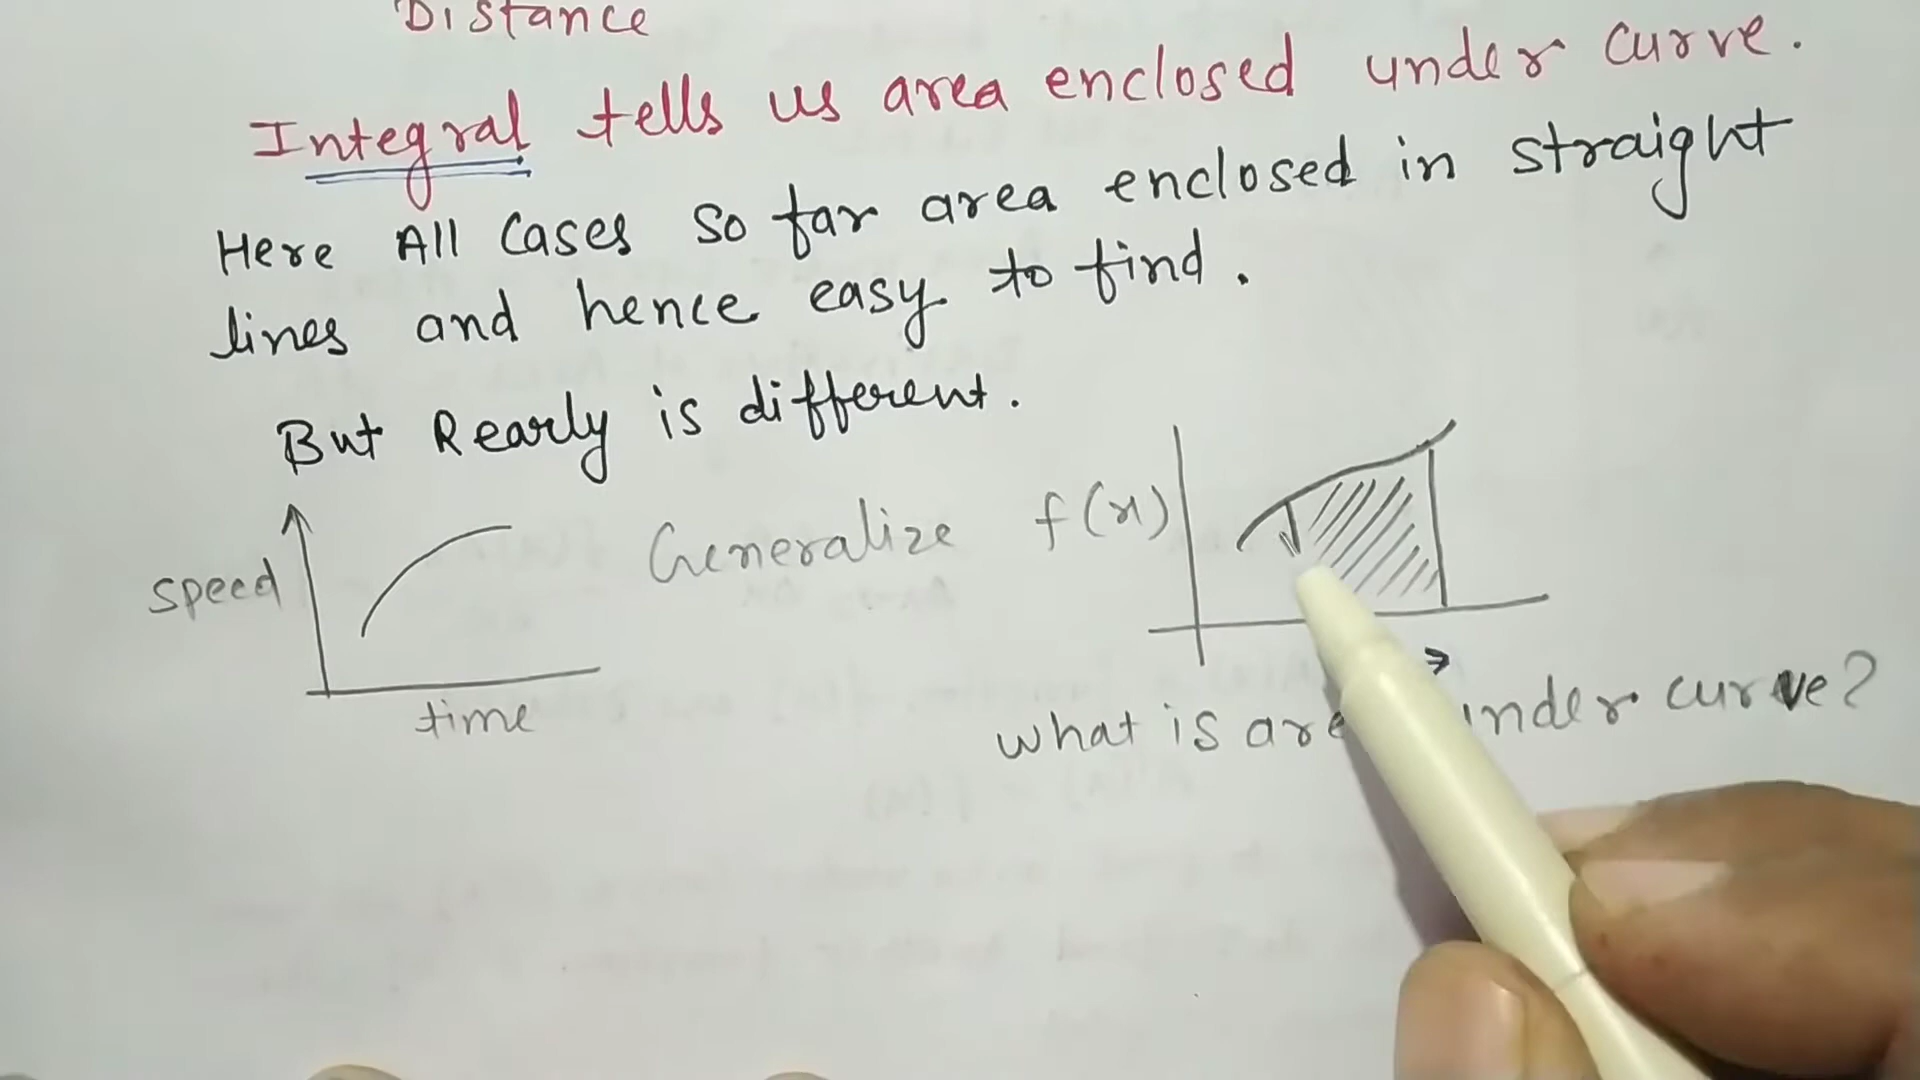 Distance
Integral tells us area enclosed under curve.
Here All Cases so far area enclosed in straight
lines and hence easy to find.
But Rearly is different.
speed
time
Generalize
f(x)
what is under curve?